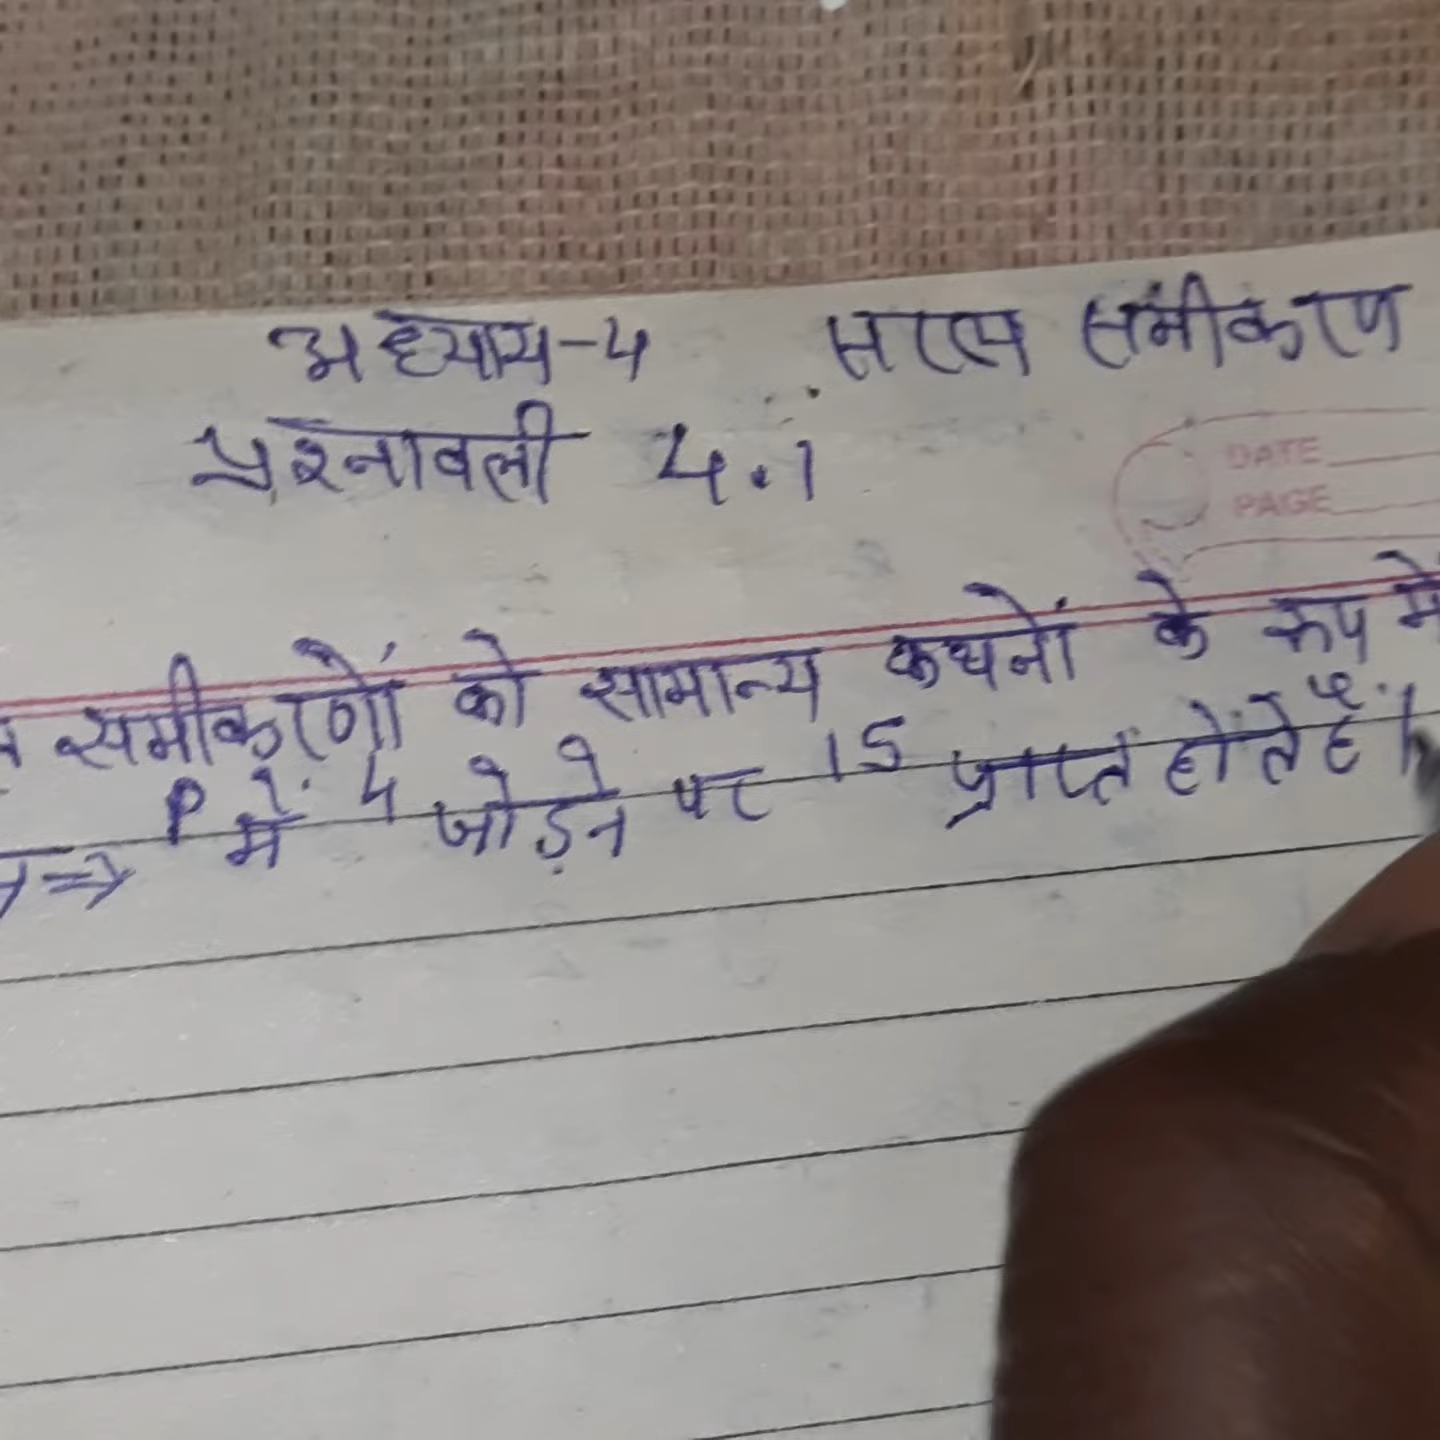 अध्याय-4 सरल समीकरण
प्रश्नावली 4.1
DATE
PAGE
समीकरणों को सामान्य कथनों के रूप में
⇒ P में 4 जोड़ने पर 15 प्राप्त होते हैं।